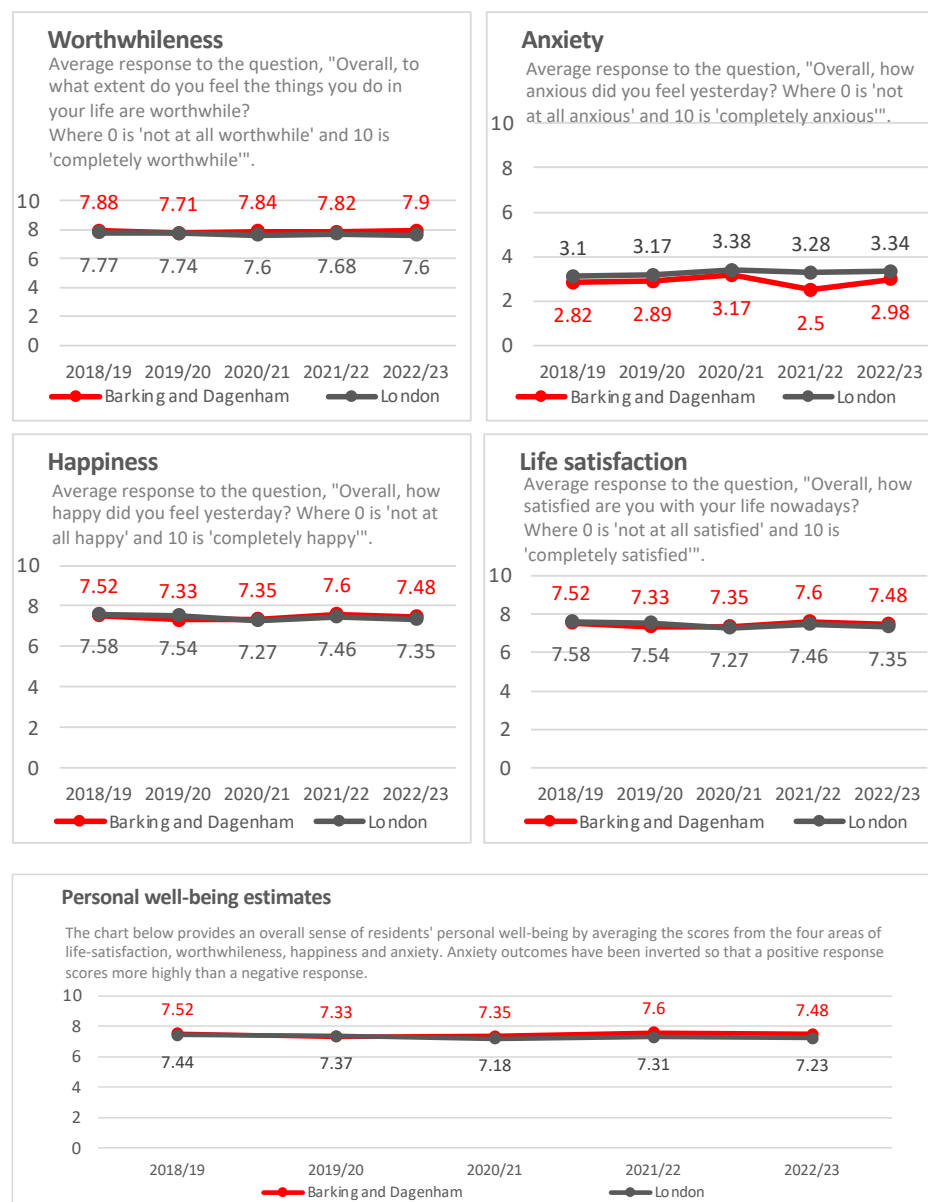 Worthwhileness
Average response to the question, "Overall, to
what extent do you feel the things you do in
your life are worthwhile?
Where 0 is 'not at all worthwhile' and 10 is
'completely worthwhile'".
10
8
6
4
2
0
7.88 7.71 7.84 7.82 7.9
7.77 7.74 7.6 7.68 7.6
2018/19 2019/20 2020/21 2021/22 2022/23
Barking and Dagenham London
Anxiety
Average response to the question, "Overall, how
anxious did you feel yesterday? Where 0 is 'not
at all anxious' and 10 is 'completely anxious'".
10
8
6
4
2
0
3.1 3.17 3.38 3.28 3.34
2.82 2.89 3.17 2.5 2.98
2018/19 2019/20 2020/21 2021/22 2022/23
Barking and Dagenham London
Happiness
Average response to the question, "Overall, how
happy did you feel yesterday? Where 0 is 'not at
all happy' and 10 is 'completely happy'".
10
8
6
4
2
0
7.52 7.33 7.35 7.6 7.48
7.58 7.54 7.27 7.46 7.35
2018/19 2019/20 2020/21 2021/22 2022/23
Barking and Dagenham London
Life satisfaction
Average response to the question, "Overall, how
satisfied are you with your life nowadays?
Where 0 is 'not at all satisfied' and 10 is
'completely satisfied'".
10
8
6
4
2
0
7.52 7.33 7.35 7.6 7.48
7.58 7.54 7.27 7.46 7.35
2018/19 2019/20 2020/21 2021/22 2022/23
Barking and Dagenham London
Personal well-being estimates
The chart below provides an overall sense of residents' personal well-being by averaging the scores from the four areas of
life-satisfaction, worthwhileness, happiness and anxiety. Anxiety outcomes have been inverted so that a positive response
scores more highly than a negative response.
10
8
6
4
2
0
7.52 7.33 7.35 7.6 7.48
7.44 7.37 7.18 7.31 7.23
2018/19 2019/20 2020/21 2021/22 2022/23
Barking and Dagenham London